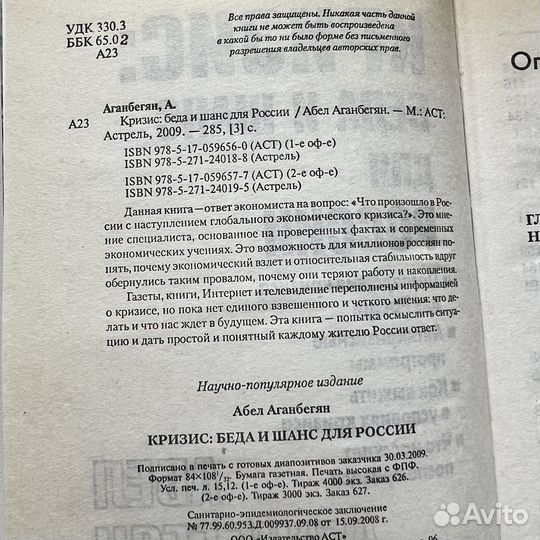 УДК 330.3
ББК 65.02
А23
Все права защищены. Никакая часть данной
книги не может быть воспроизведена
в какой бы то ни было форме без письменного
разрешения владельцев авторских прав.
Аганбегян, А.
А23 Кризис: беда и шанс для России / Абел Аганбегян. — М.: АСТ:
Астрель, 2009. — 285, [3] с.
ISBN 978-5-17-059656-0 (АСТ) (1-е оф-е)
ISBN 978-5-271-24018-8 (Астрель)
ISBN 978-5-17-059657-7 (АСТ) (2-е оф-е)
ISBN 978-5-271-24019-5 (Астрель)
Данная книга — ответ экономиста на вопрос: «Что произошло в Рос-
сии с наступлением глобального экономического кризиса?». Это мне-
ние специалиста, основанное на проверенных фактах и современных
экономических учениях. Это возможность для миллионов россиян по-
нять, почему экономический взлет и относительная стабильность вдруг
обернулись таким провалом, почему они теряют работу и накопления.
Газеты, книги, Интернет и телевидение переполнены информацией
о кризисе, но пока нет единого взвешенного и четкого мнения: что де-
лать и что нас ждет в будущем. Эта книга — попытка осмыслить ситуа-
цию и дать простой и понятный каждому жителю России ответ.
Научно-популярное издание
Абел Аганбегян
КРИЗИС: БЕДА И ШАНС ДЛЯ РОССИИ
Подписано в печать с готовых диапозитивов заказчика 30.03.2009.
Формат 84×108 1/32. Бумага газетная. Печать высокая с ФПФ.
Усл. печ. л. 15,12. (1-е оф-е). Тираж 4000 экз. Заказ 626.
(2-е оф-е). Тираж 3000 экз. Заказ 627.
Санитарно-эпидемиологическое заключение
№ 77.99.60.953.Д.009937.09.08 от 15.09.2008 г.
ООО «Издательство АСТ»
Avito